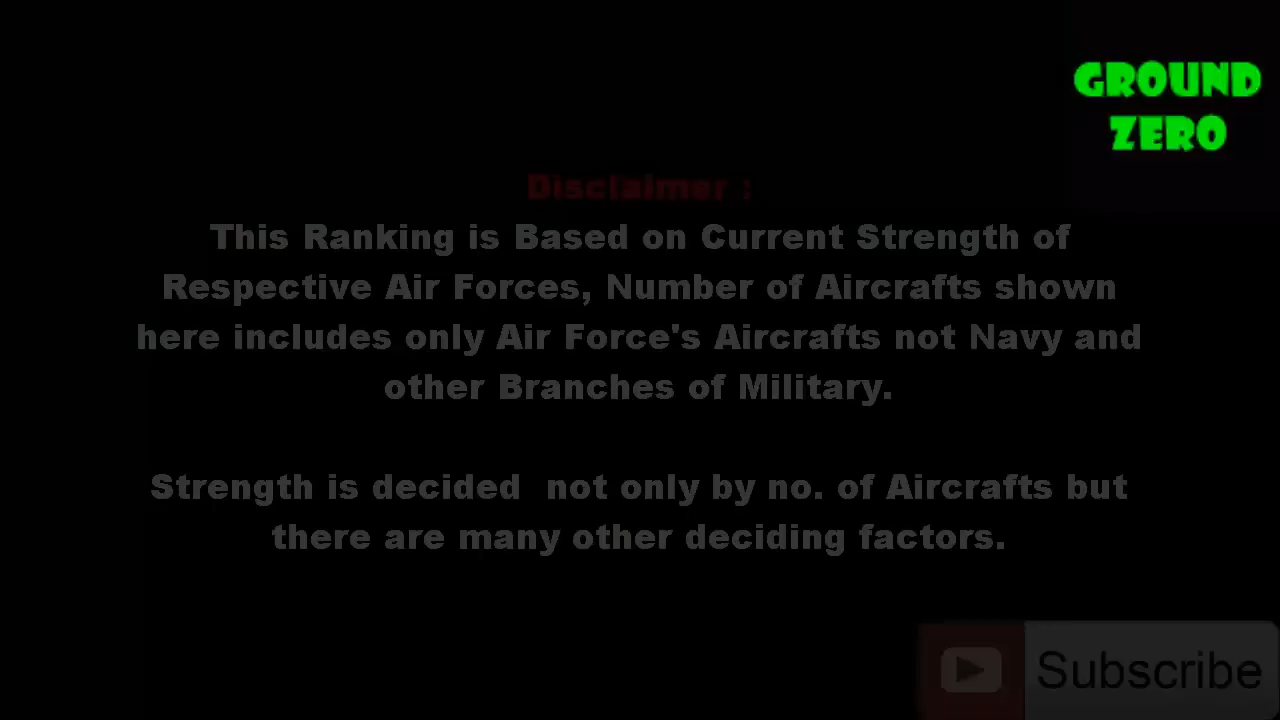 GROUND
ZERO
Disclaimer :
This Ranking is Based on Current Strength of
Respective Air Forces, Number of Aircrafts shown
here includes only Air Force's Aircrafts not Navy and
other Branches of Military.
Strength is decided  not only by no. of Aircrafts but
there are many other deciding factors.
Subscribe